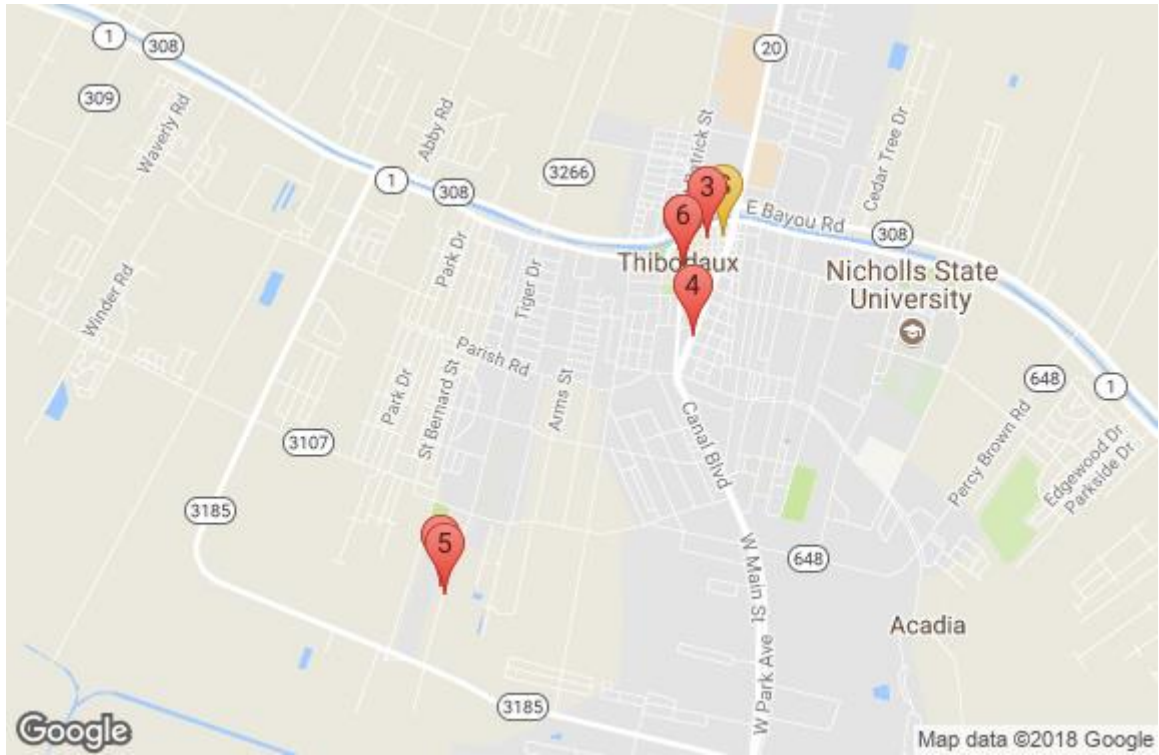 1
308
20
309
Waverly Rd
Abby Rd
Patrick St
Cedar Tree Dr
1
308
3266
3
6
E Bayou Rd
308
Thibodaux
Nicholls State
University
Winder Rd
Park Dr
Tiger Dr
4
Parish Rd
648
1
Park Dr
St Bernard St
Arms St
Canal Blvd
Percy Brown Rd
Edgewood Dr
Parkside Dr
3107
3185
5
W Main St
648
W Park Ave
Acadia
3185
Google
Map data ©2018 Google